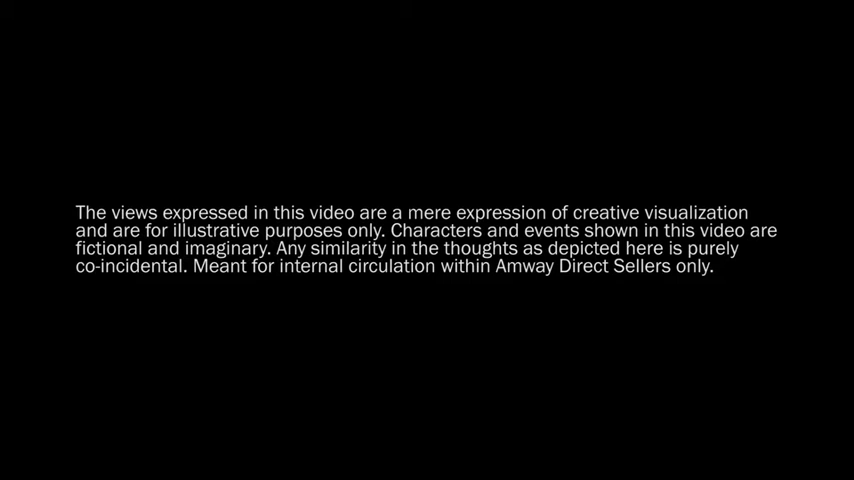 The views expressed in this video are a mere expression of creative visualization
and are for illustrative purposes only. Characters and events shown in this video are
fictional and imaginary. Any similarity in the thoughts as depicted here is purely
co-incidental. Meant for internal circulation within Amway Direct Sellers only.